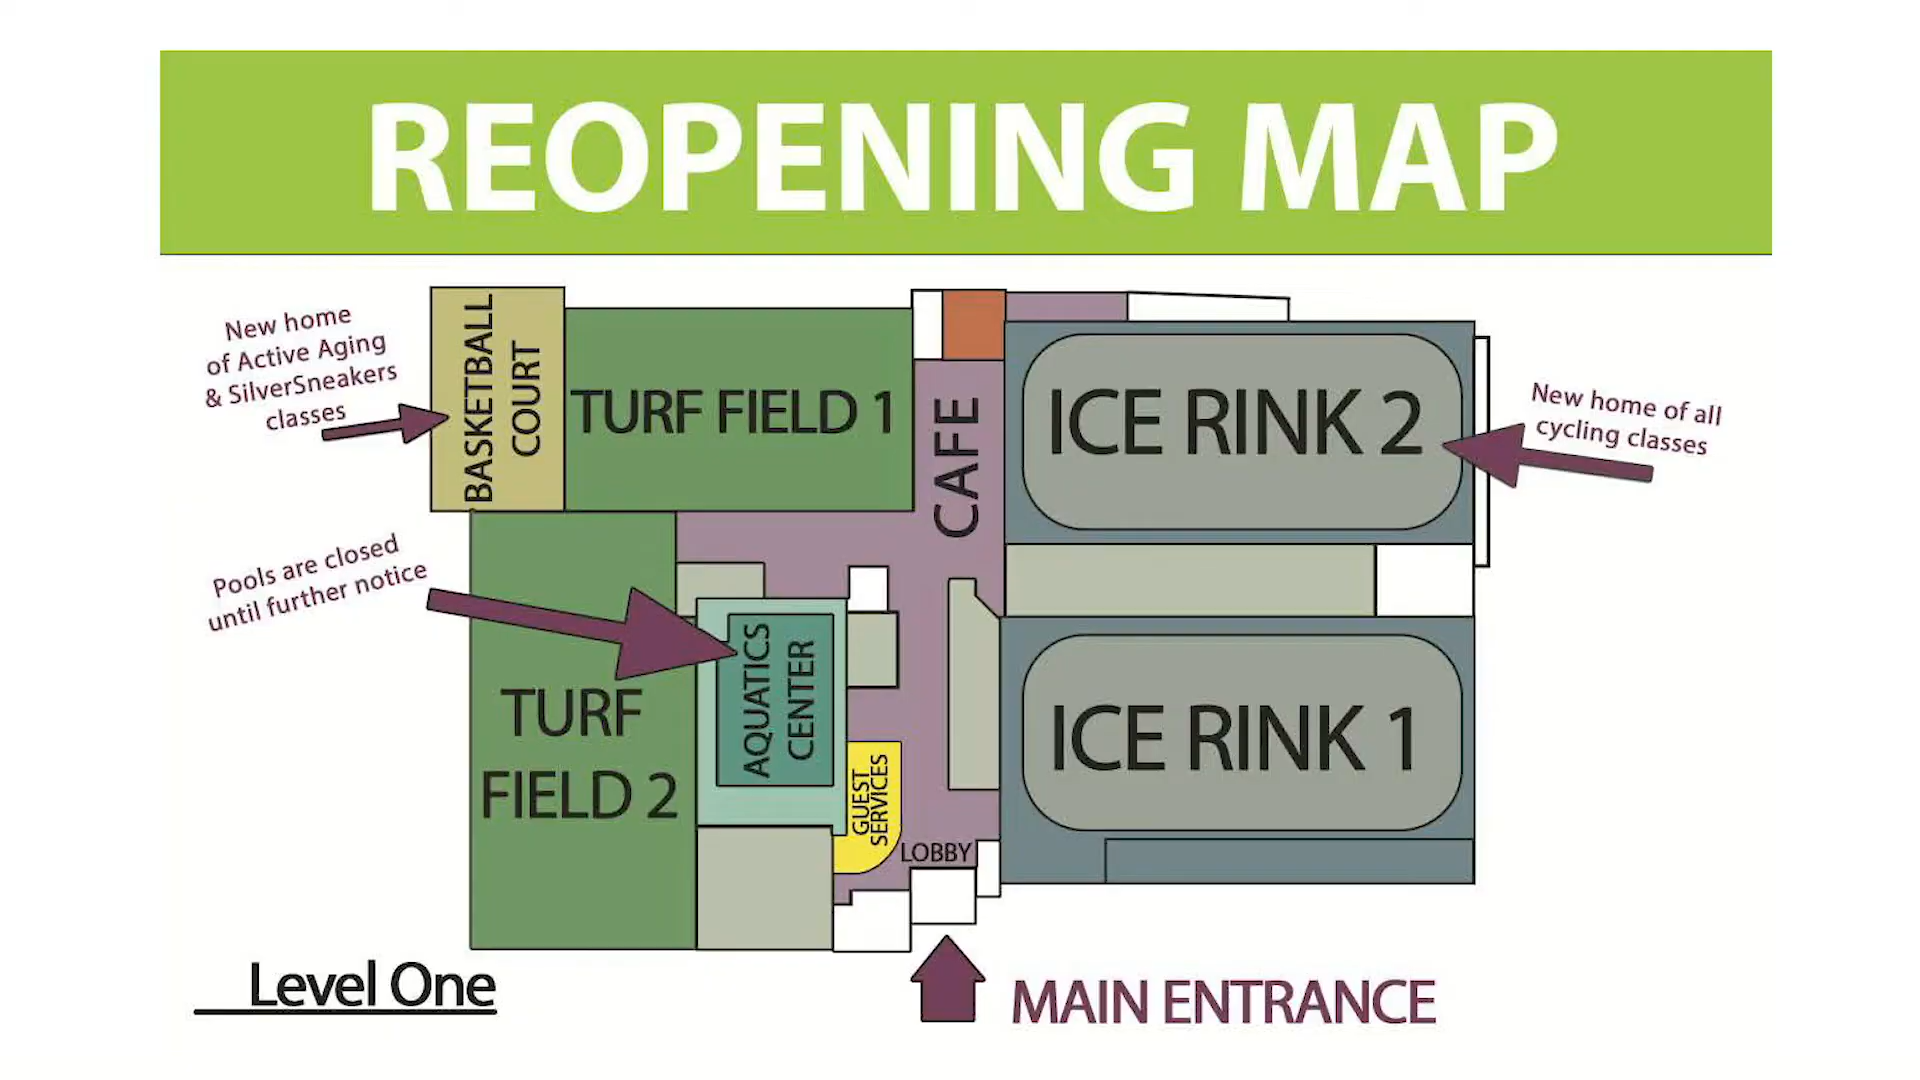 REOPENING MAP
New home
of Active Aging
& SilverSneakers
classes
BASKETBALL
COURT
TURF FIELD 1
CAFE
ICE RINK 2
New home of all
cycling classes
Pools are closed
until further notice
AQUATICS
CENTER
TURF
FIELD 2
GUEST
SERVICES
LOBBY
ICE RINK 1
Level One
MAIN ENTRANCE